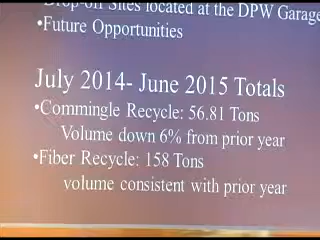 Drop-off Sites located at the DPW Garage
•Future Opportunities
July 2014- June 2015 Totals
•Commingle Recycle: 56.81 Tons
Volume down 6% from prior year
•Fiber Recycle: 158 Tons
volume consistent with prior year